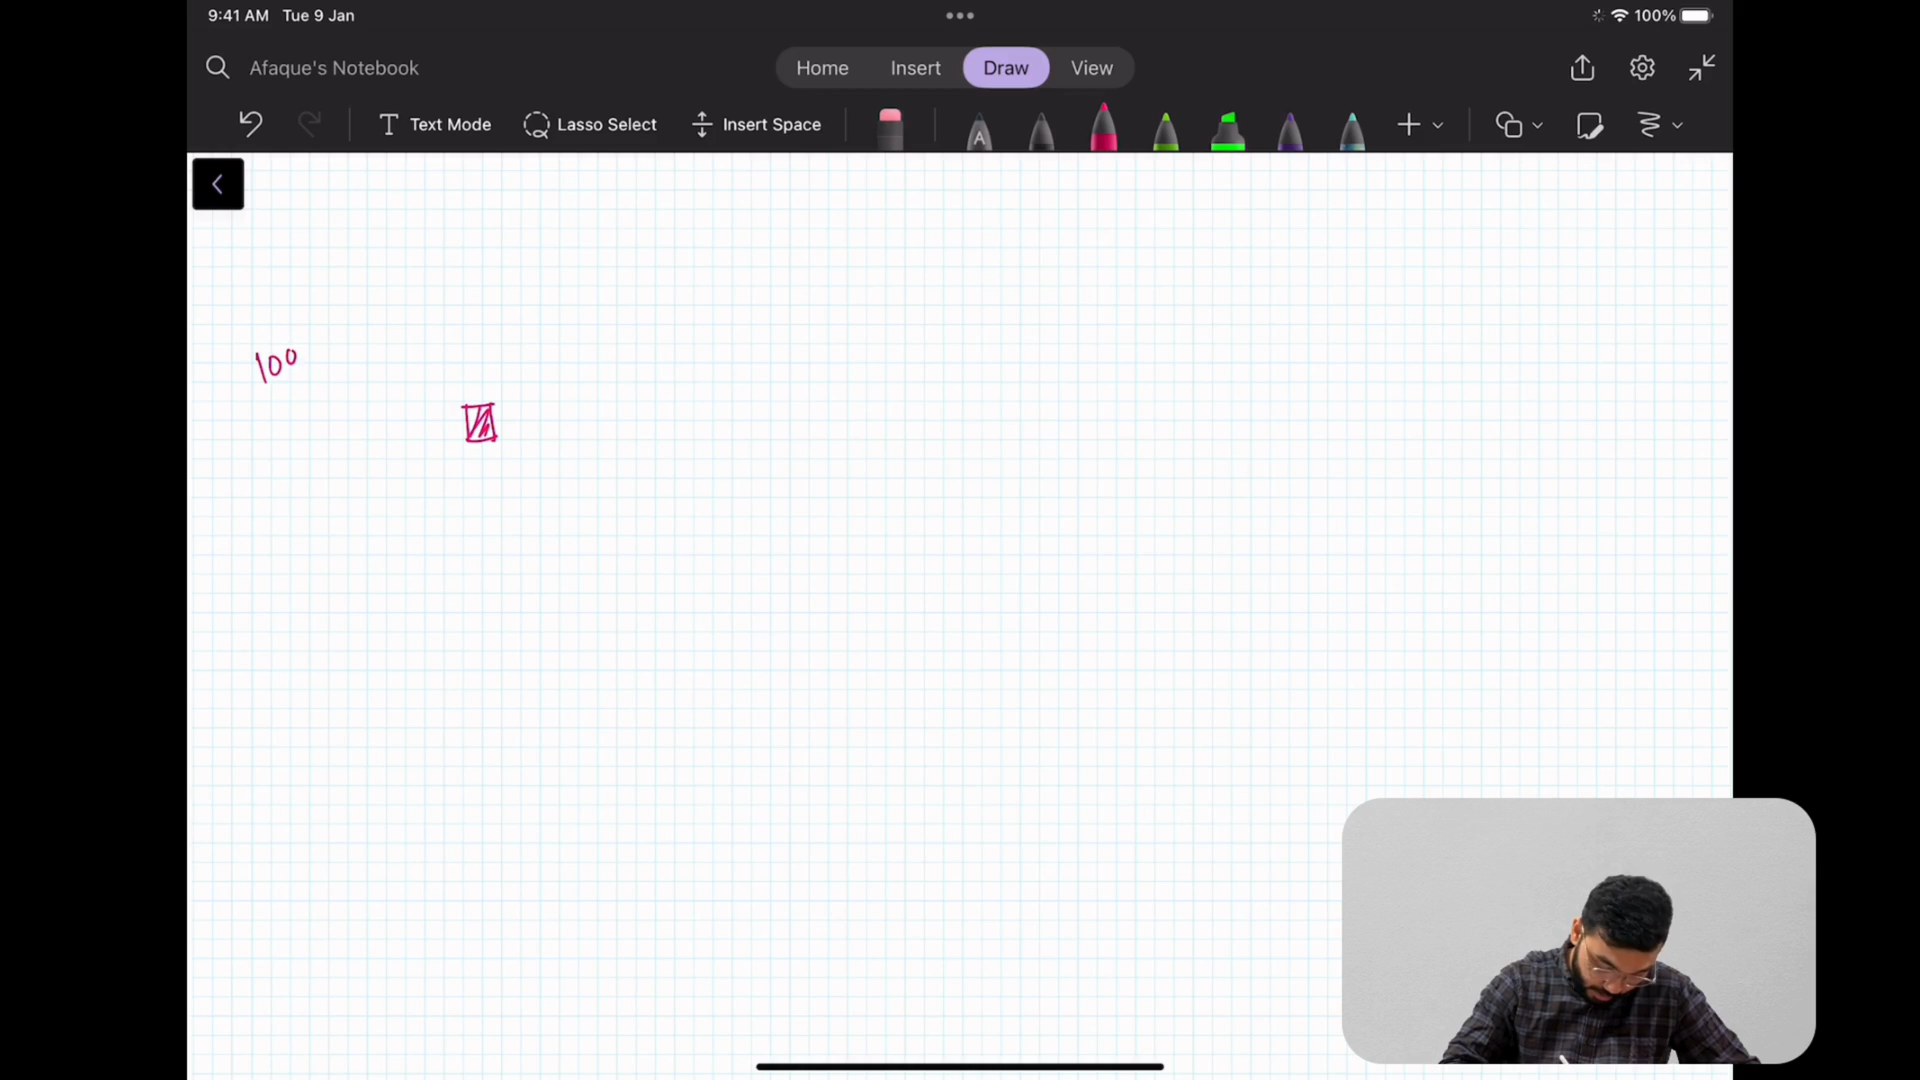 9:41 AM Tue 9 Jan 100%
Afaque's Notebook Home Insert Draw View
Text Mode Lasso Select Insert Space A
100